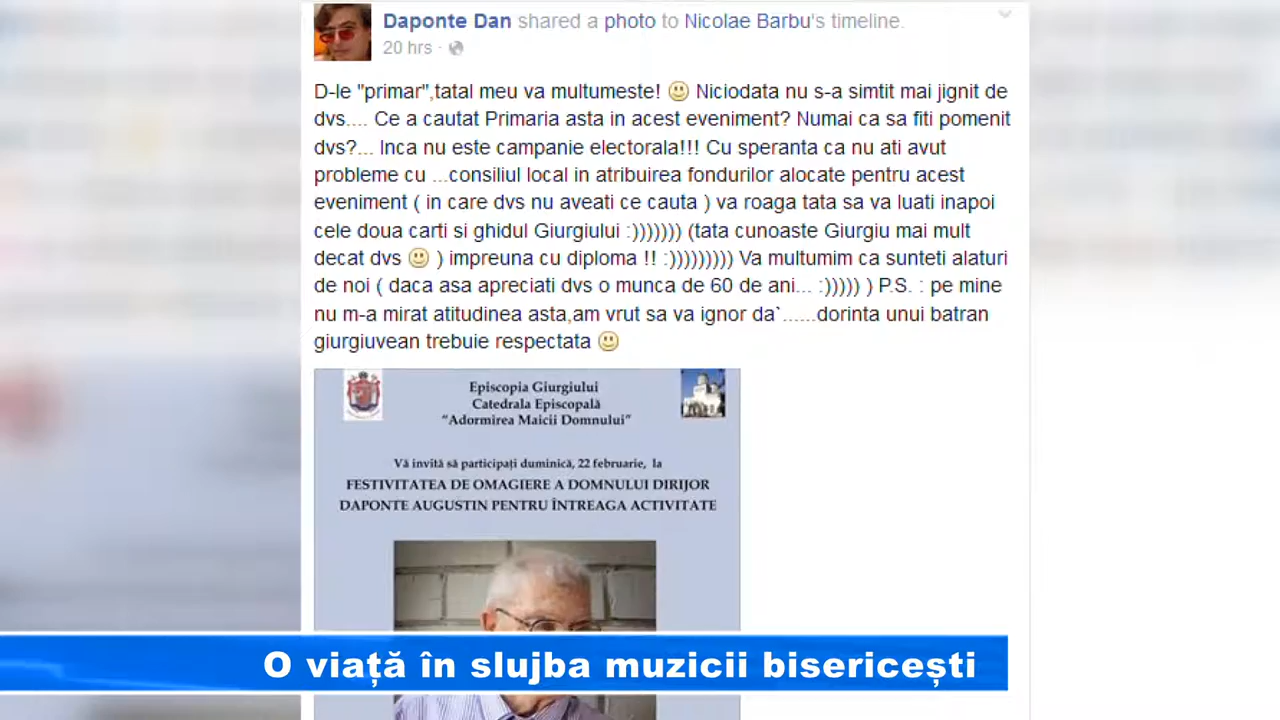 Daponte Dan shared a photo to Nicolae Barbu's timeline.
20 hrs ·
D-le "primar",tatal meu va multumeste! Niciodata nu s-a simtit mai jignit de
dvs.... Ce a cautat Primaria asta in acest eveniment? Numai ca sa fiti pomenit
dvs?... Inca nu este campanie electorala!!! Cu speranta ca nu ati avut
probleme cu ...consiliul local in atribuirea fondurilor alocate pentru acest
eveniment ( in care dvs nu aveati ce cauta ) va roaga tata sa va luati inapoi
cele doua carti si ghidul Giurgiului :))))))) (tata cunoaste Giurgiu mai mult
decat dvs ) impreuna cu diploma !! :))))))))) Va multumim ca sunteti alaturi
de noi ( daca asa apreciati dvs o munca de 60 de ani... :))))) ) P.S. : pe mine
nu m-a mirat atitudinea asta,am vrut sa va ignor da`......dorinta unui batran
giurgiuvean trebuie respectata
Episcopia Giurgiului
Catedrala Episcopală
“Adormirea Maicii Domnului”
Vă invită să participați duminică, 22 februarie, la
FESTIVITATEA DE OMAGIERE A DOMNULUI DIRIJOR
DAPONTE AUGUSTIN PENTRU ÎNTREAGA ACTIVITATE
O viață în slujba muzicii bisericești